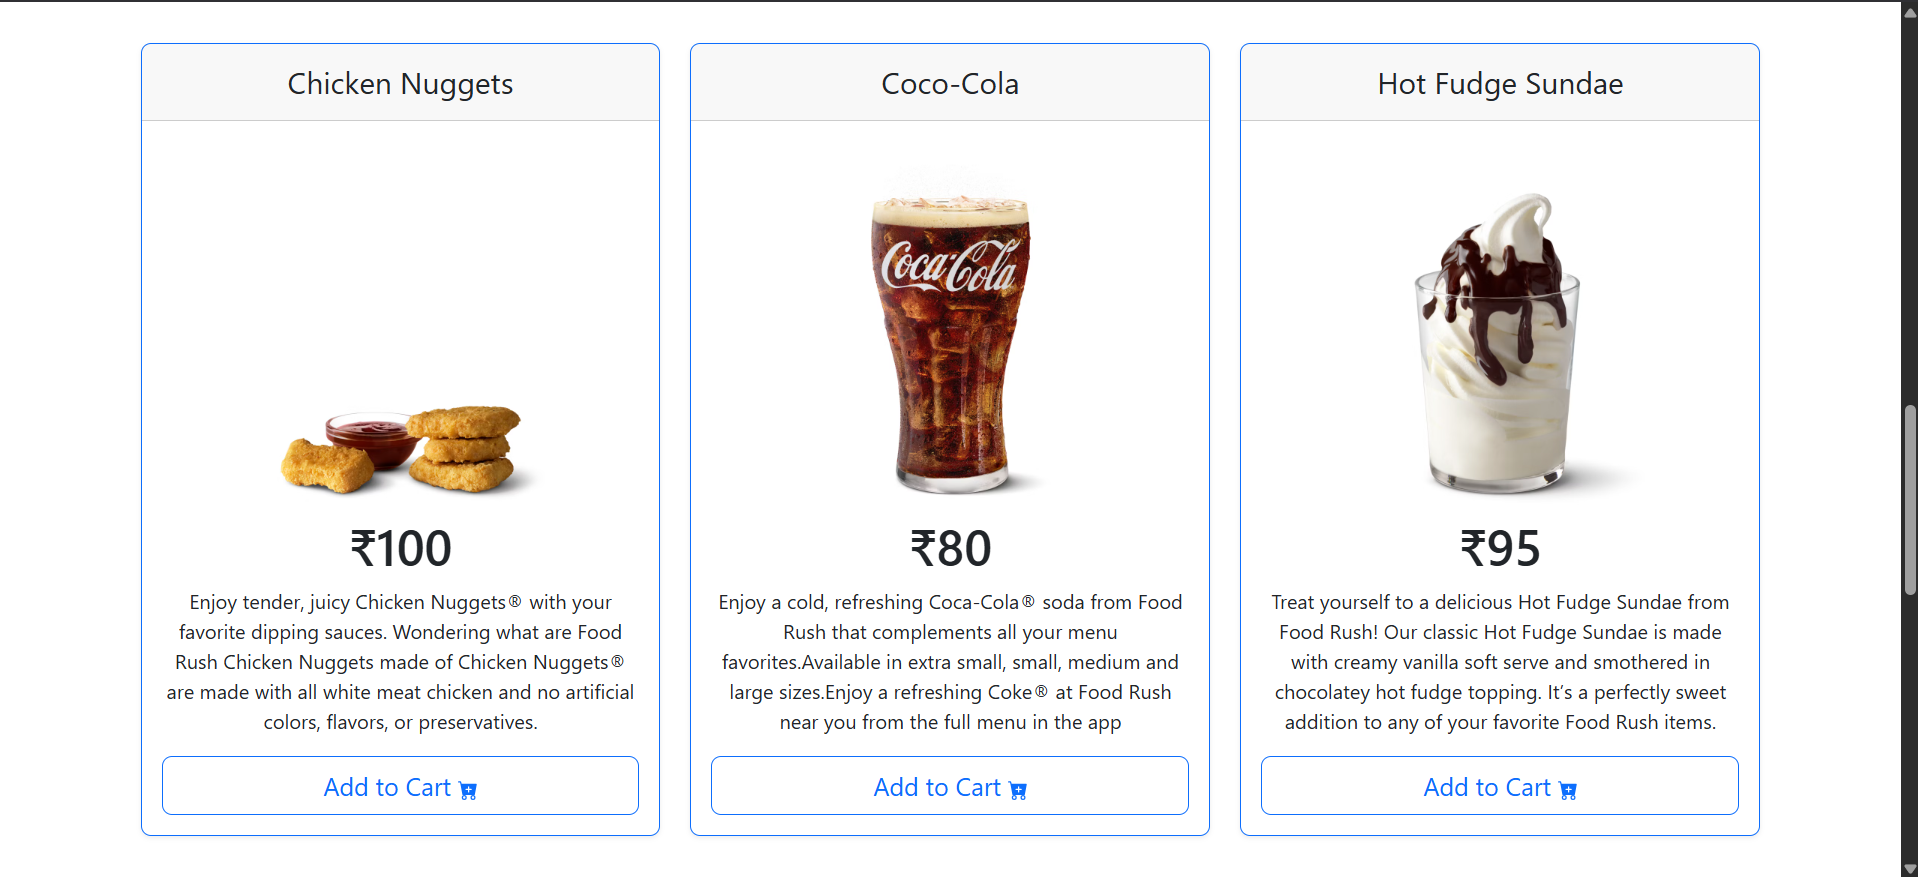 Chicken Nuggets
₹100
Enjoy tender, juicy Chicken Nuggets® with your
favorite dipping sauces. Wondering what are Food
Rush Chicken Nuggets made of Chicken Nuggets®
are made with all white meat chicken and no artificial
colors, flavors, or preservatives.
Add to Cart
Coco-Cola
Coca-Cola
₹80
Enjoy a cold, refreshing Coca-Cola® soda from Food
Rush that complements all your menu
favorites.Available in extra small, small, medium and
large sizes.Enjoy a refreshing Coke® at Food Rush
near you from the full menu in the app
Add to Cart
Hot Fudge Sundae
₹95
Treat yourself to a delicious Hot Fudge Sundae from
Food Rush! Our classic Hot Fudge Sundae is made
with creamy vanilla soft serve and smothered in
chocolatey hot fudge topping. It’s a perfectly sweet
addition to any of your favorite Food Rush items.
Add to Cart